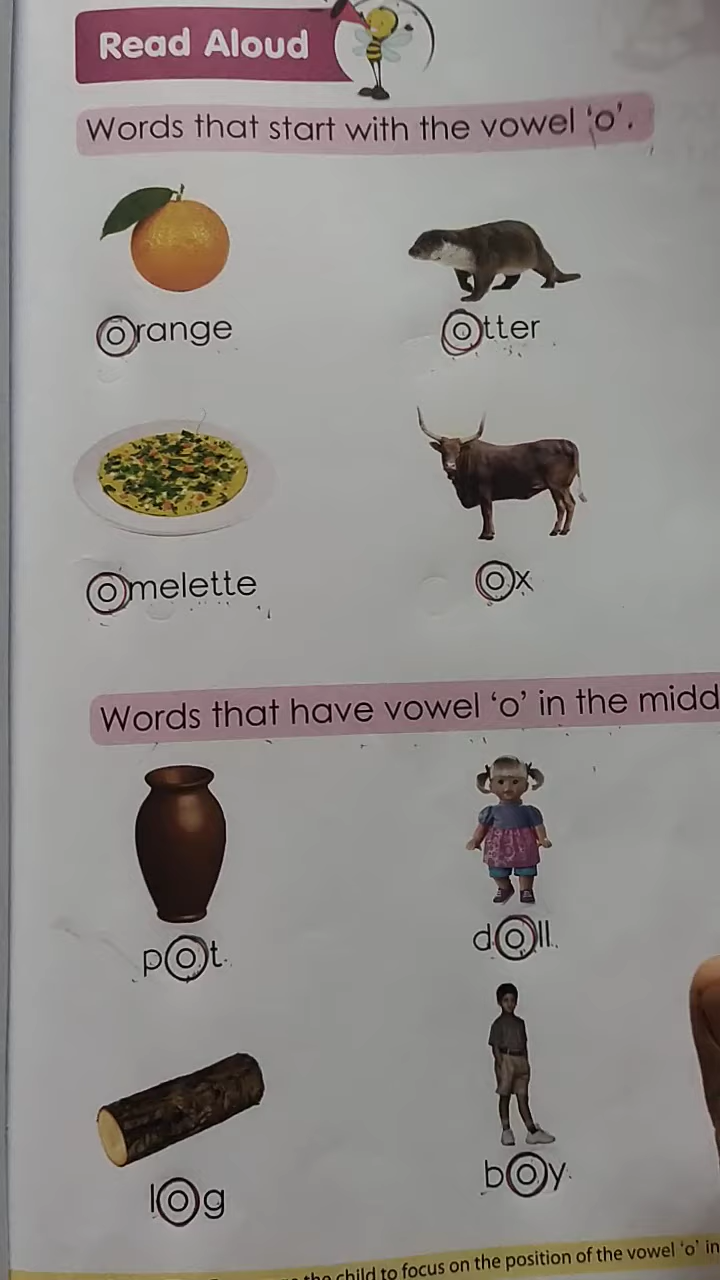 Read Aloud
Words that start with the vowel 'o'.
orange
otter
omelette
ox
Words that have vowel 'o' in the
pot
doll
log
boy
the child to focus on the position of the vowel 'o' in